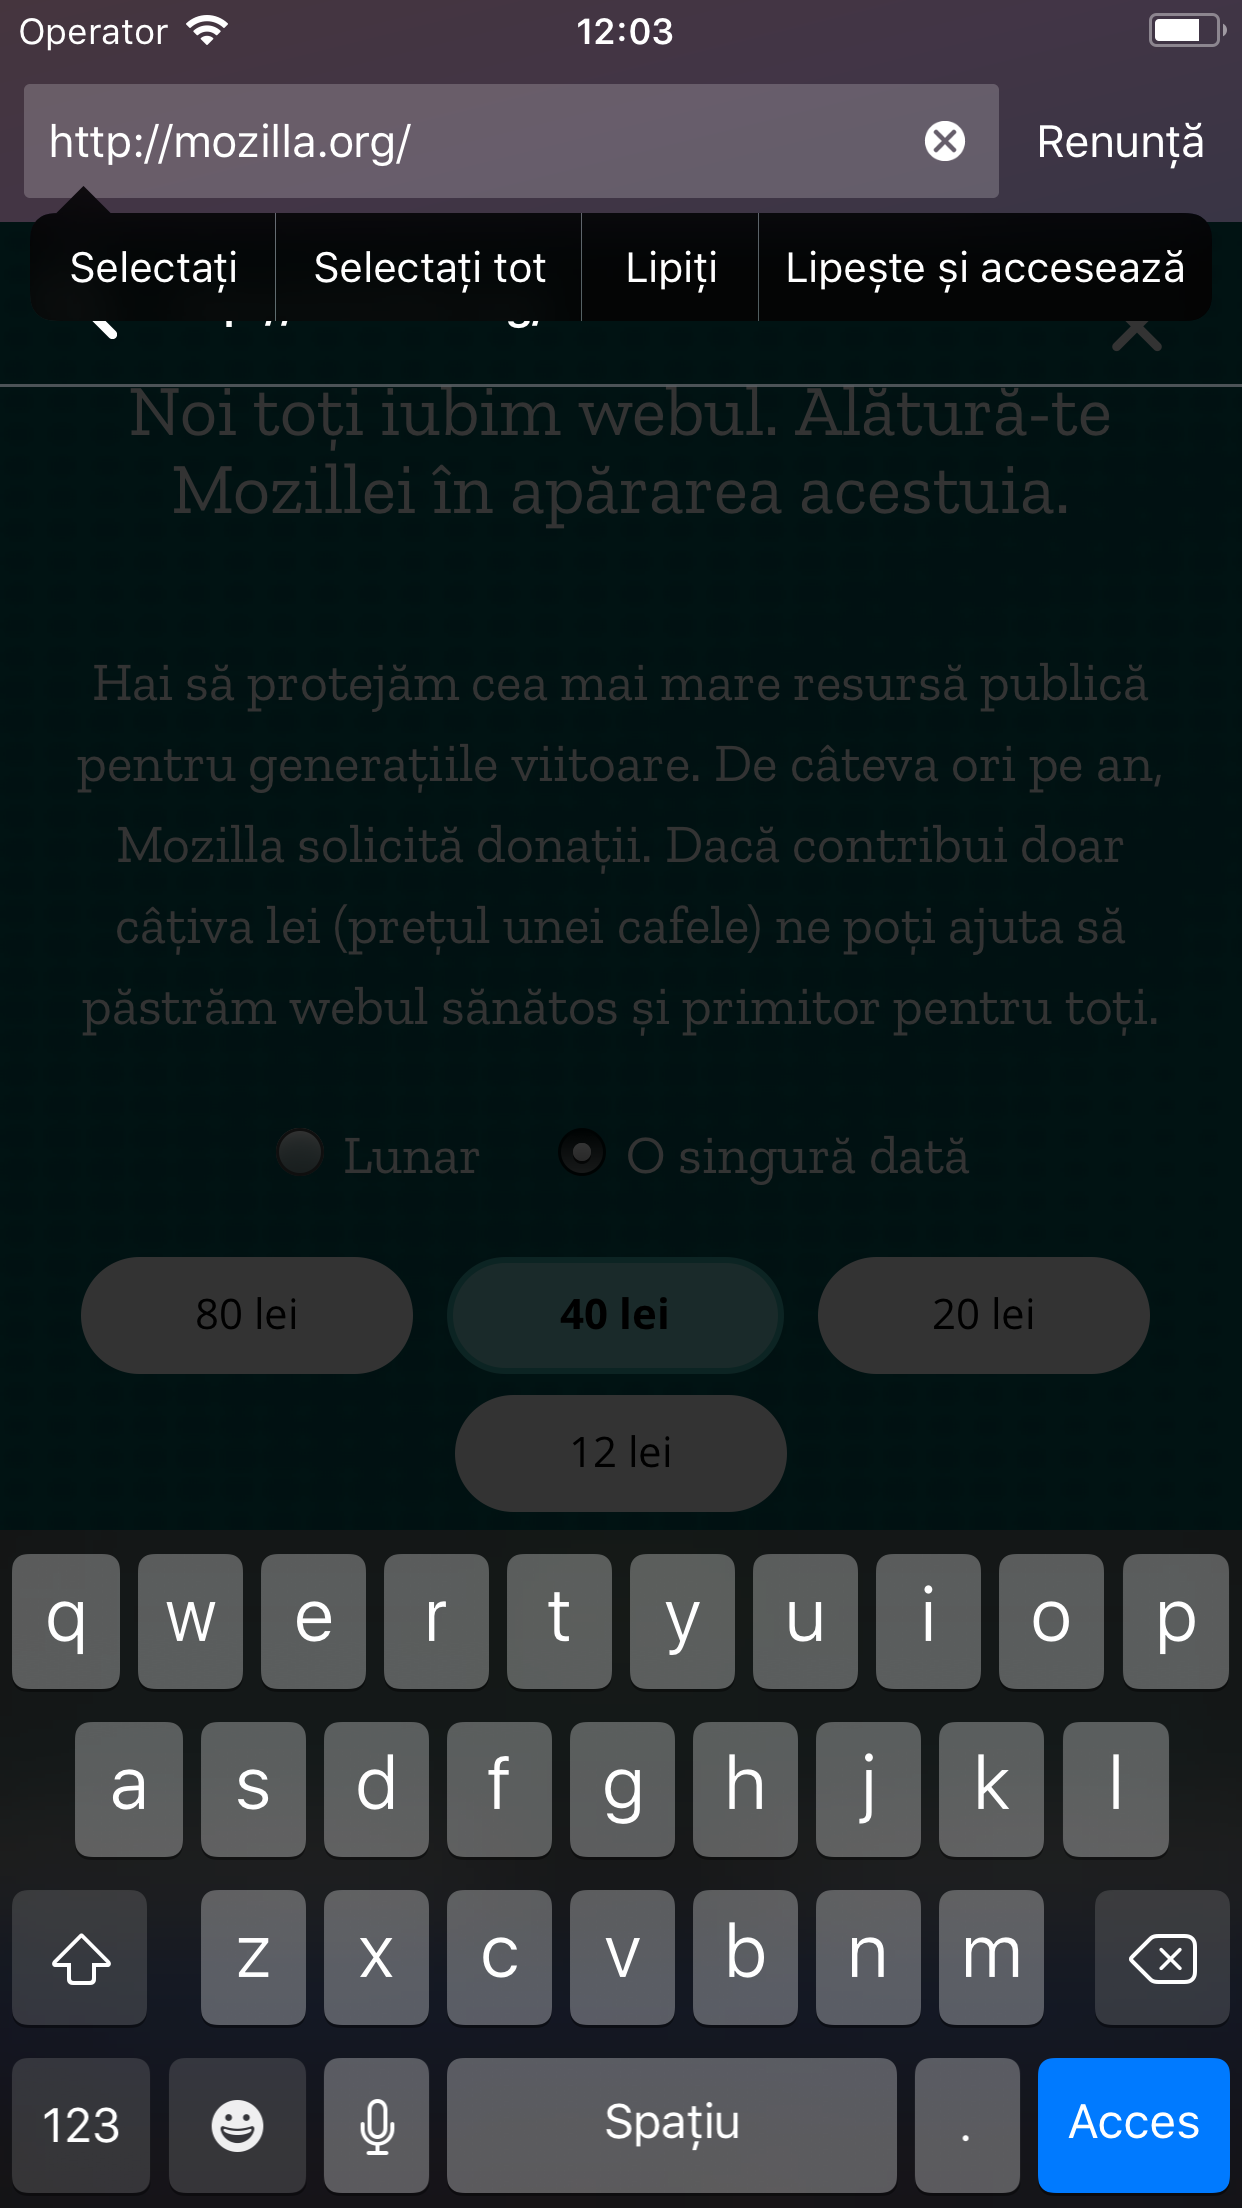 Operator 12:03
http://mozilla.org/ Renunță
Selectați Selectați tot Lipiți Lipește și accesează
Noi toți iubim webul. Alătură-te
Mozillei în apărarea acestuia.
Hai să protejăm cea mai mare resursă publică
pentru generațiile viitoare. De câteva ori pe an,
Mozilla solicită donații. Dacă contribui doar
câțiva lei (prețul unei cafele) ne poți ajuta să
păstrăm webul sănătos și primitor pentru toți.
Lunar O singură dată
80 lei 40 lei 20 lei
12 lei
q w e r t y u i o p
a s d f g h j k l
z x c v b n m
123 Spațiu . Acces